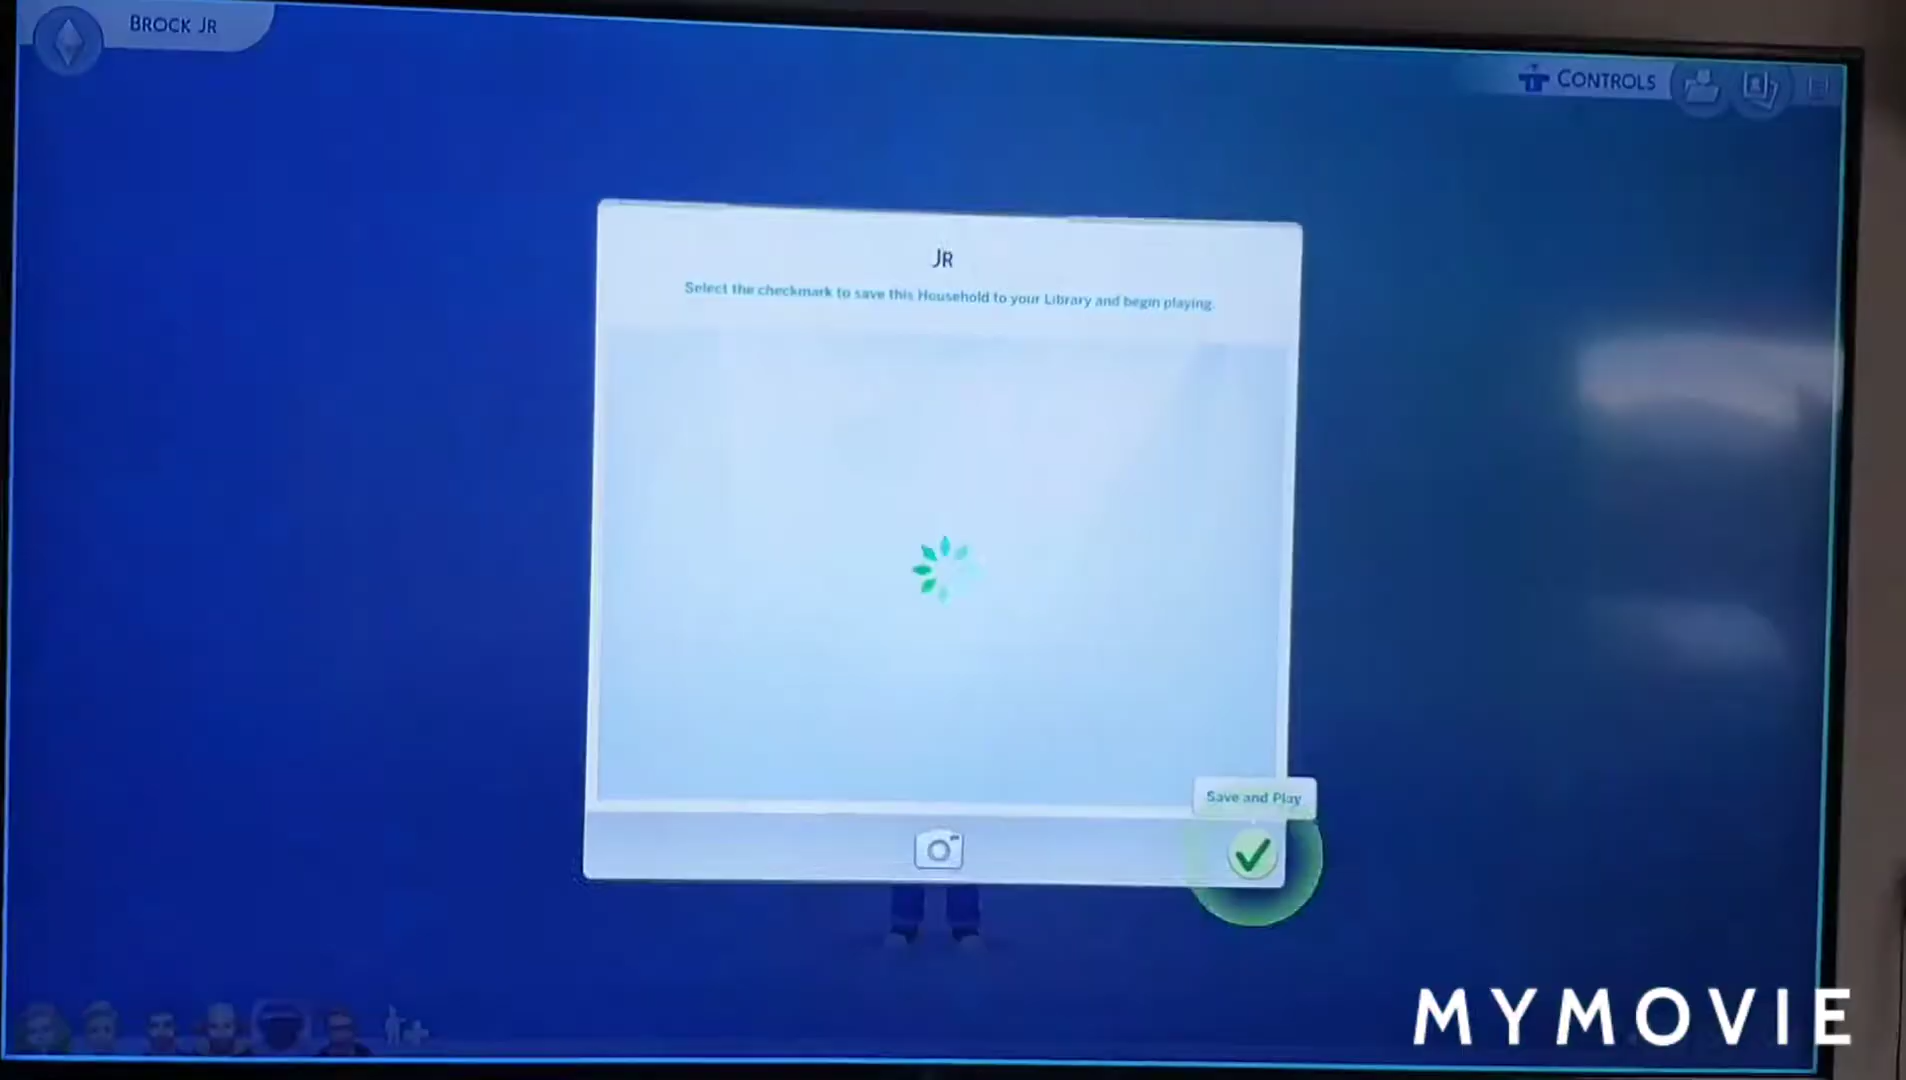 BROCK JR
CONTROLS
JR
Select the checkmark to save this Household to your Library and begin playing.
Save and Play
MYMOVIE